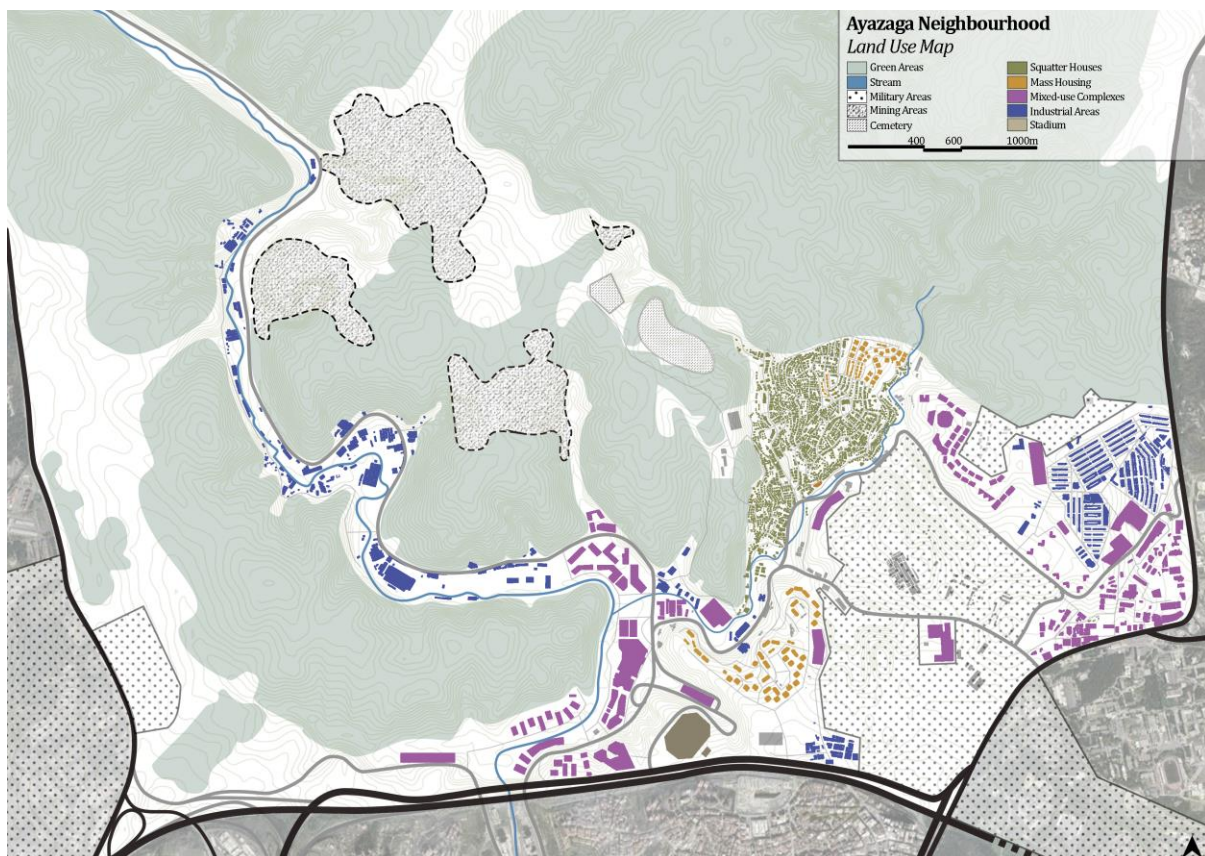 Ayazaga Neighbourhood
Land Use Map
Green Areas
Stream
Military Areas
Mining Areas
Cemetery
Squatter Houses
Mass Housing
Mixed-use Complexes
Industrial Areas
Stadium
400 600 1000m